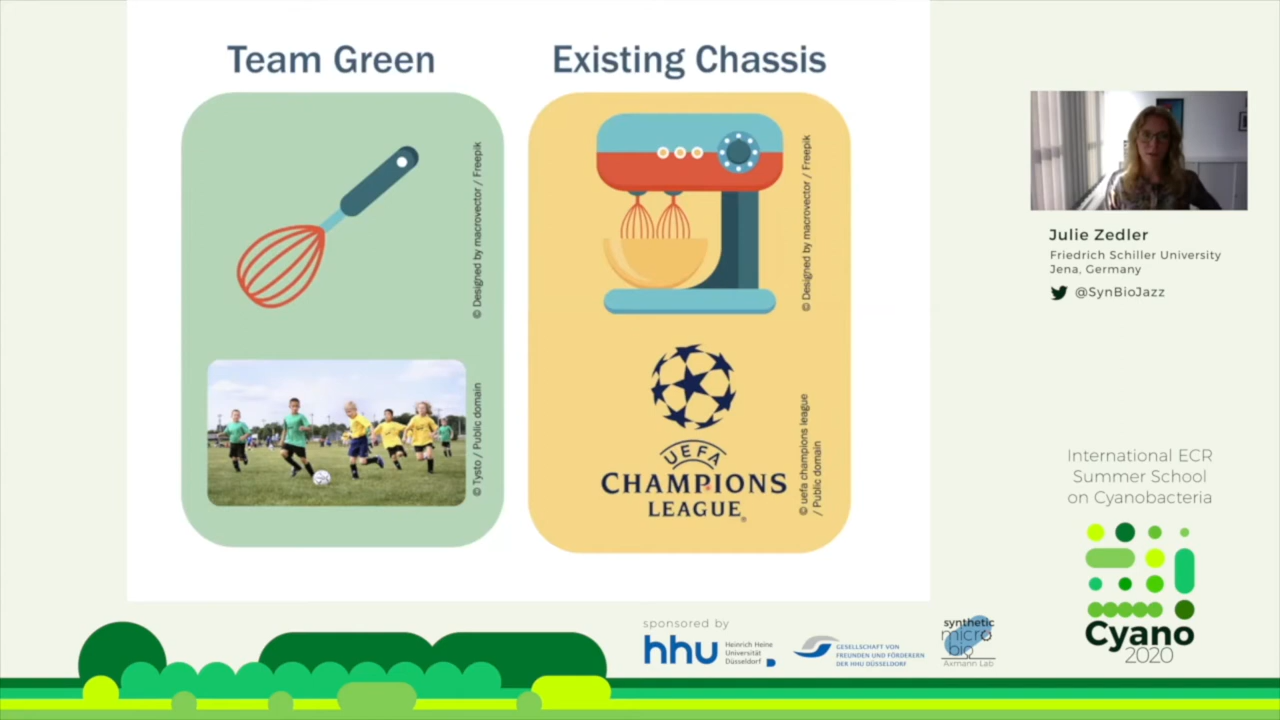 Team Green
Existing Chassis
© Designed by macrovector / Freepik
© Designed by macrovector / Freepik
© Tysto / Public domain
UEFA
CHAMPIONS
LEAGUE®
© uefa champions league
/ Public domain
Julie Zedler
Friedrich Schiller University
Jena, Germany
@SynBioJazz
International ECR
Summer School
on Cyanobacteria
Cyano
2020
sponsored by
hhu
Heinrich Heine
Universität
Düsseldorf
GESELLSCHAFT VON
FREUNDEN UND FÖRDERERN
DER HHU DÜSSELDORF
synthetic
micro
bio
Axmann Lab